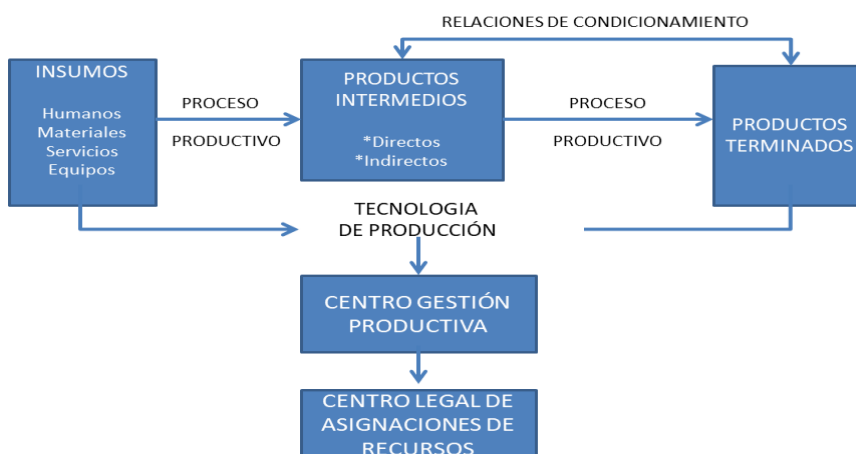 RELACIONES DE CONDICIONAMIENTO
INSUMOS
Humanos
Materiales
Servicios
Equipos
PROCESO
PRODUCTIVO
PRODUCTOS
INTERMEDIOS
*Directos
*Indirectos
PROCESO
PRODUCTIVO
PRODUCTOS
TERMINADOS
TECNOLOGIA
DE PRODUCCIÓN
CENTRO GESTIÓN
PRODUCTIVA
CENTRO LEGAL DE
ASIGNACIONES DE
RECURSOS